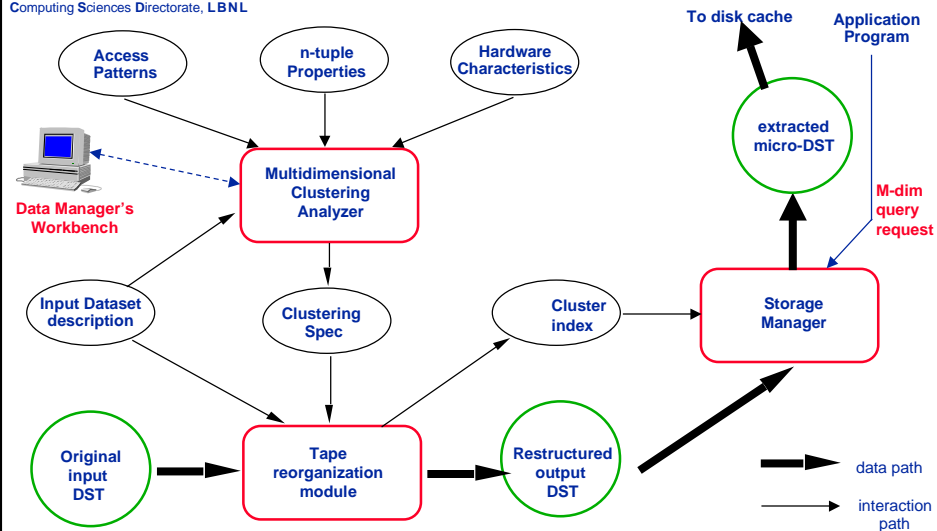 Computing Sciences Directorate, LBNL
To disk cache
Application
Program
Access
Patterns
n-tuple
Properties
Hardware
Characteristics
extracted
micro-DST
Multidimensional
Clustering
Analyzer
Data Manager's
Workbench
M-dim
query
request
Input Dataset
description
Clustering
Spec
Cluster
index
Storage
Manager
Original
input
DST
Tape
reorganization
module
Restructured
output
DST
data path
interaction
path